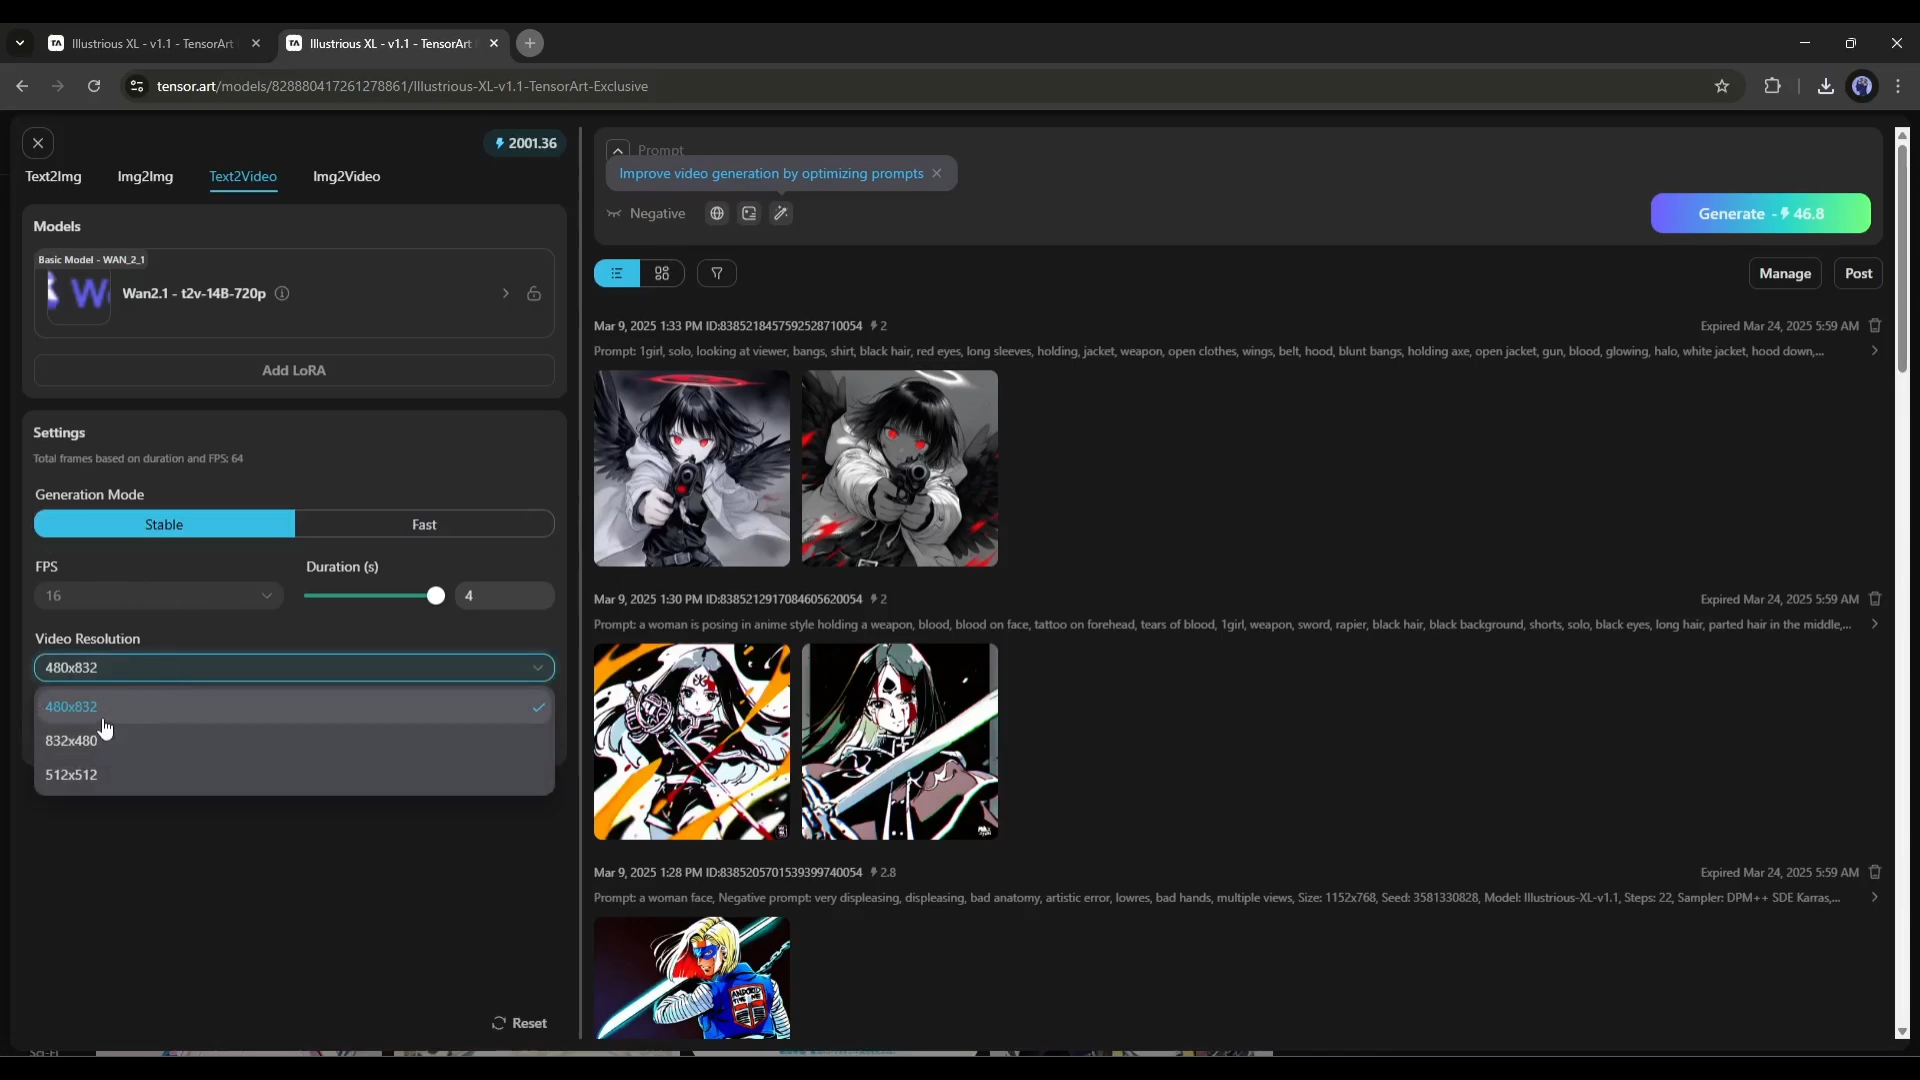 Illustrious XL - v1.1 - TensorArt
Illustrious XL - v1.1 - TensorArt
tensor.art/models/828880417261278861/Illustrious-XL-v1.1-TensorArt-Exclusive
2001.36
Text2Img
Img2Img
Text2Video
Img2Video
Models
Basic Model - WAN_2_1
Wan2.1 - t2v-14B-720p
Add LoRA
Settings
Total frames based on duration and FPS: 64
Generation Mode
Stable
Fast
FPS
Duration (s)
16
4
Video Resolution
480x832
480x832
832x480
512x512
Reset
Prompt
Improve video generation by optimizing prompts
Negative
Generate - 46.8
Manage
Post
Mar 9, 2025 1:33 PM ID:838521845759252871​0054 2
Expired Mar 24, 2025 5:59 AM
Prompt: 1girl, solo, looking at viewer, bangs, shirt, black hair, red eyes, long sleeves, holding, jacket, weapon, open clothes, wings, belt, hood, blunt bangs, holding axe, open jacket, gun, blood, glowing, halo, white jacket, hood down,...
Mar 9, 2025 1:30 PM ID:838521291708460562​0054 2
Expired Mar 24, 2025 5:59 AM
Prompt: a woman is posing in anime style holding a weapon, blood, blood on face, tattoo on forehead, tears of blood, 1girl, weapon, sword, rapier, black hair, black background, shorts, solo, black eyes, long hair, parted hair in the middle,...
Mar 9, 2025 1:28 PM ID:838520570153939974​0054 2.8
Expired Mar 24, 2025 5:59 AM
Prompt: a woman face, Negative prompt: very displeasing, displeasing, bad anatomy, artistic error, lowres, bad hands, multiple views, Size: 1152x768, Seed: 3581330828, Model: Illustrious-XL-v1.1, Steps: 22, Sampler: DPM++ SDE Karras,...